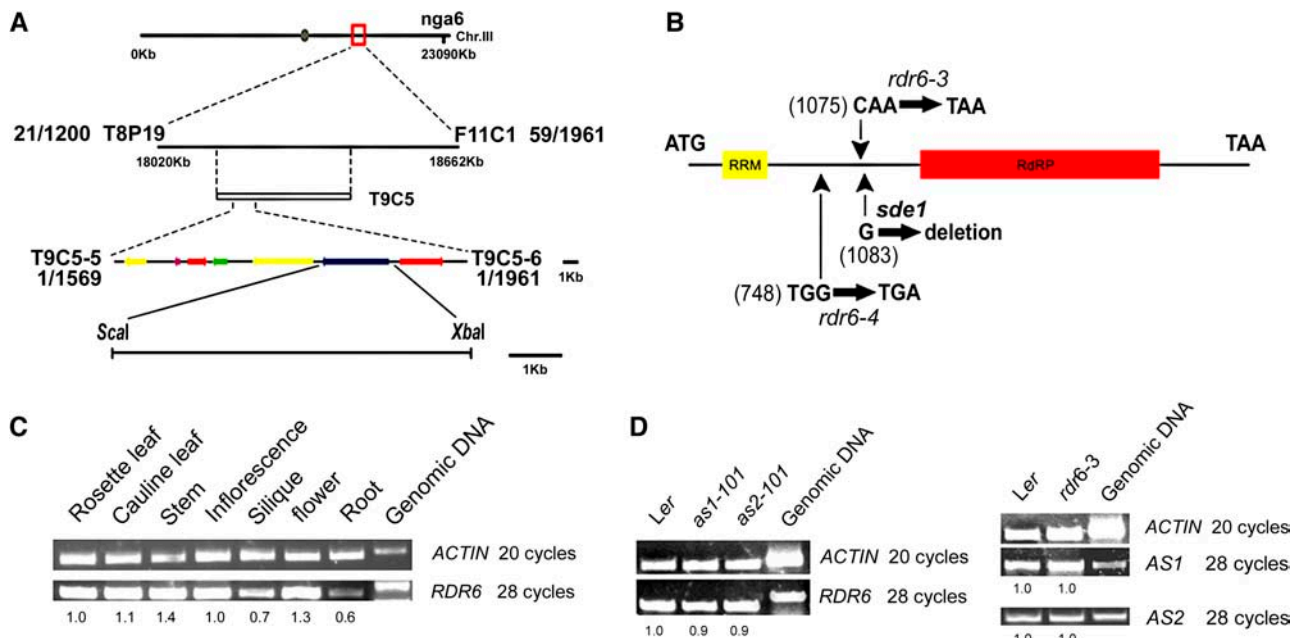 A
nga6
Chr.III
0Kb
23090Kb
21/1200 T8P19
F11C1 59/1961
18020Kb
18662Kb
T9C5
T9C5-5
1/1569
T9C5-6
1/1961
1Kb
ScaI
XbaI
1Kb
B
rdr6-3
(1075) CAA TAA
ATG
TAA
RRM
RdRP
sde1
G deletion
(1083)
(748) TGG TGA
rdr6-4
C
Rosette leaf
Cauline leaf
Stem
Inflorescence
Silique
flower
Root
Genomic DNA
ACTIN 20 cycles
RDR6 28 cycles
1.0 1.1 1.4 1.0 0.7 1.3 0.6
D
Ler
as1-101
as2-101
Genomic DNA
ACTIN 20 cycles
RDR6 28 cycles
1.0 0.9 0.9
Ler
rdr6-3
Genomic DNA
ACTIN 20 cycles
AS1 28 cycles
1.0 1.0
AS2 28 cycles
1.0 1.0